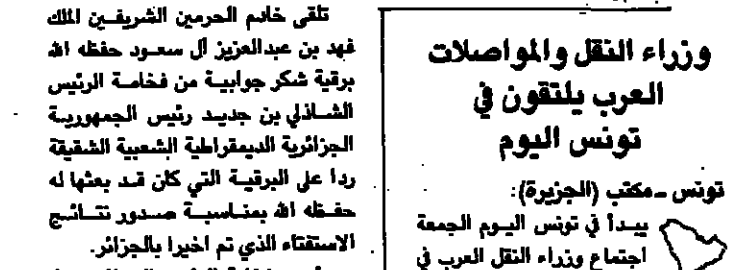 وزراء النقل والمواصلات
العرب يلتقون في
تونس اليوم
تونس ـ مكتب (الجزيرة):
يبدأ في تونس اليوم الجمعة
اجتماع وزراء النقل العرب في
تلقى خادم الحرمين الشريفين الملك
فهد بن عبدالعزيز آل سعود حفظه الله
برقية شكر جوابية من فخامة الرئيس
الشاذلي بن جديد رئيس الجمهورية
الجزائرية الديمقراطية الشعبية الشقيقة
ردا على البرقية التي كان قد بعثها له
حفظه الله بمناسبة صدور نتائج
الاستفتاء الذي تم اخيرا بالجزائر.